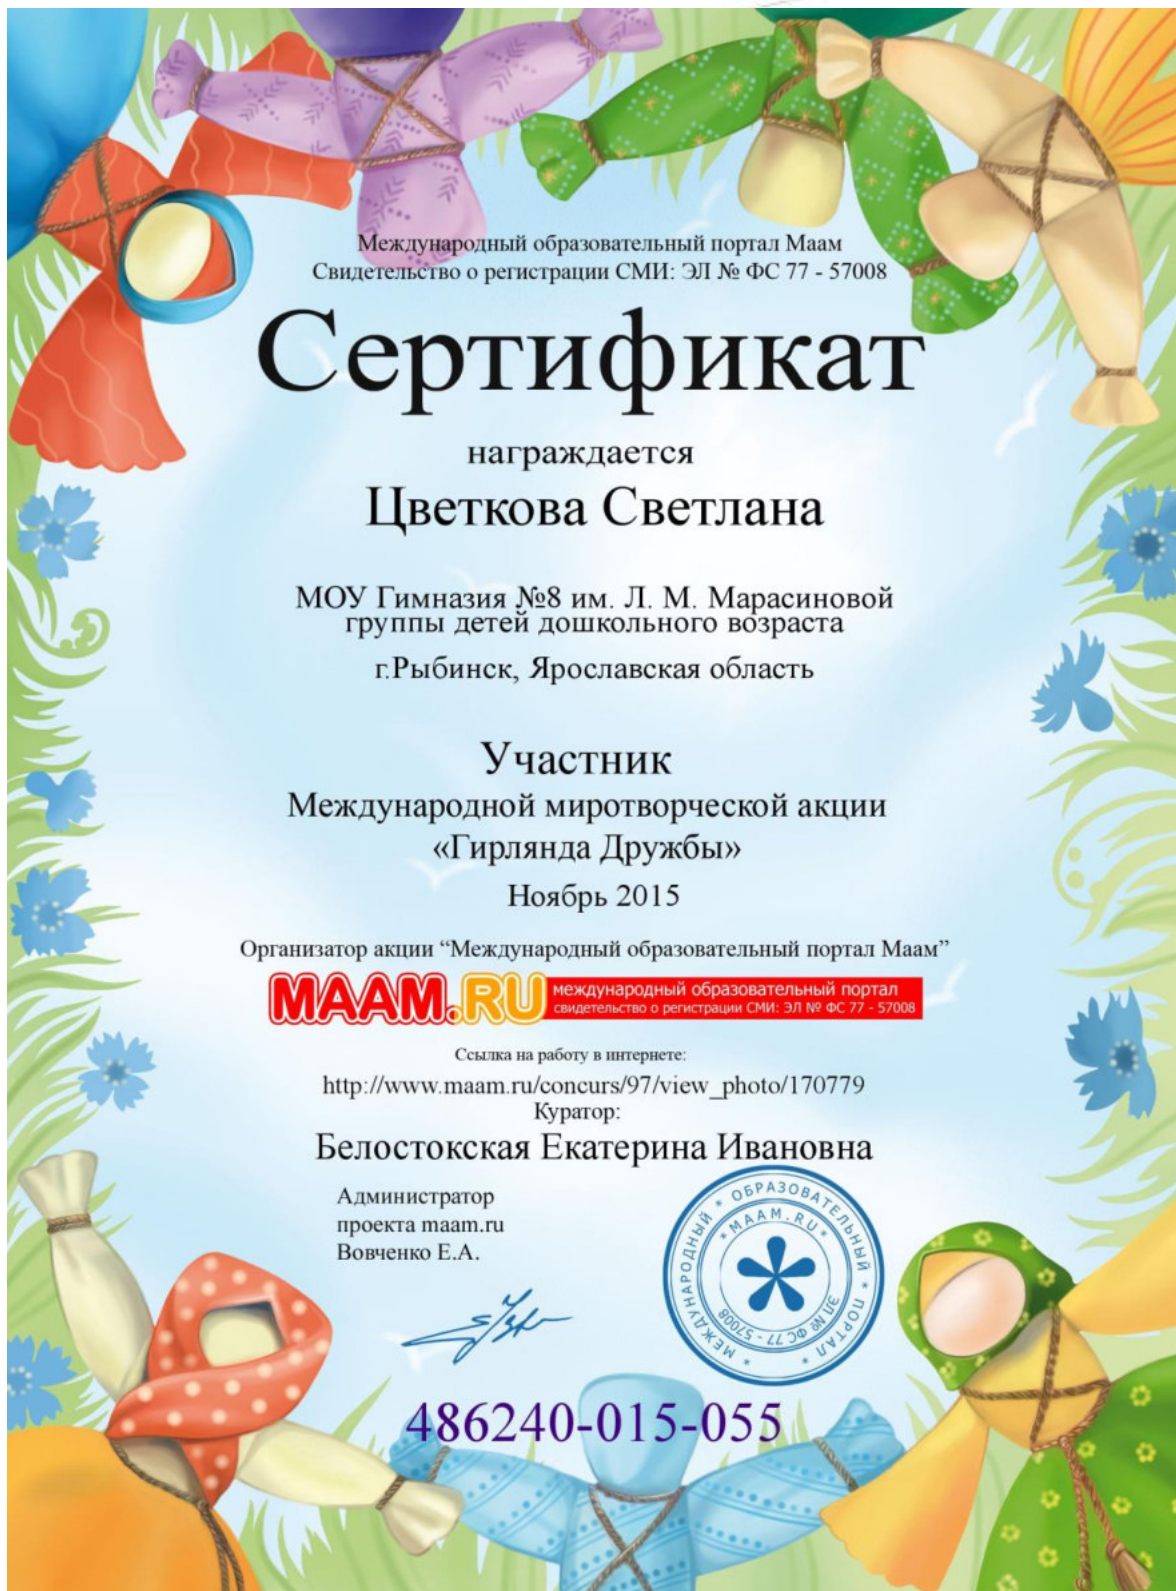 Международный образовательный портал Маам
Свидетельство о регистрации СМИ: ЭЛ № ФС 77 - 57008
Сертификат
награждается
Цветкова Светлана
МОУ Гимназия №8 им. Л. М. Марасиновой
группы детей дошкольного возраста
г.Рыбинск, Ярославская область
Участник
Международной миротворческой акции
«Гирлянда Дружбы»
Ноябрь 2015
Организатор акции “Международный образовательный портал Маам”
MAAM.RU
международный образовательный портал
свидетельство о регистрации СМИ: ЭЛ № ФС 77 - 57008
Ссылка на работу в интернете:
http://www.maam.ru/concurs/97/view_photo/170779
Куратор:
Белостокская Екатерина Ивановна
Администратор
проекта maam.ru
Вовченко Е.А.
* МЕЖДУНАРОДНЫЙ * ОБРАЗОВАТЕЛЬНЫЙ * ПОРТАЛ *
* MAAM.RU *
ЭЛ № ФС 77 - 57008
486240-015-055